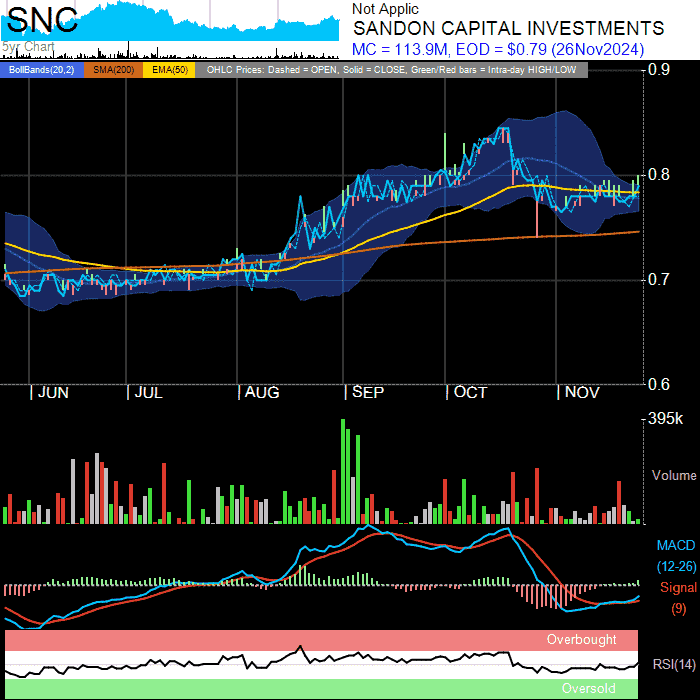 SNC
5yr Chart
Not Applic
SANDON CAPITAL INVESTMENTS
MC = 113.9M, EOD = $0.79 (26Nov2024)
BollBands(20,2) SMA(200) EMA(50) OHLC Prices: Dashed = OPEN, Solid = CLOSE, Green/Red bars = Intra-day HIGH/LOW
0.9
0.8
0.7
0.6
JUN JUL AUG SEP OCT NOV
395k
Volume
MACD
(12-26)
Signal
(9)
Overbought
RSI(14)
Oversold